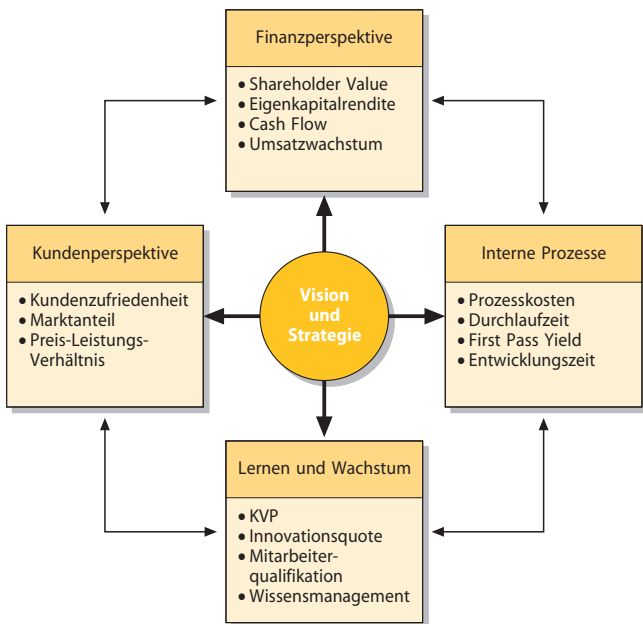 Finanzperspektive
• Shareholder Value
• Eigenkapitalrendite
• Cash Flow
• Umsatzwachstum
Kundenperspektive
• Kundenzufriedenheit
• Marktanteil
• Preis-Leistungs-
Verhältnis
Vision
und
Strategie
Interne Prozesse
• Prozesskosten
• Durchlaufzeit
• First Pass Yield
• Entwicklungszeit
Lernen und Wachstum
• KVP
• Innovationsquote
• Mitarbeiter-
qualifikation
• Wissensmanagement